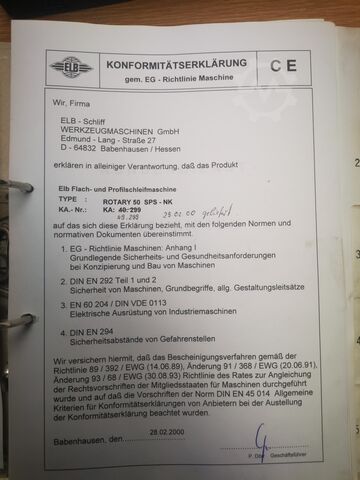 ELB
KONFORMITÄTSERKLÄRUNG
gem. EG - Richtlinie Maschine
C E
Wir, Firma
ELB - Schliff
WERKZEUGMASCHINEN GmbH
Edmund - Lang - Straße 27
D - 64832 Babenhausen / Hessen
erklären in alleiniger Verantwortung, daß das Produkt
Elb Flach- und Profilschleifmaschine
TYPE : ROTARY 50 SPS - NK
KA.- Nr.: KA: 40 299 28.02.00 geliefert
49.295
auf das sich diese Erklärung bezieht, mit den folgenden Normen und
normativen Dokumenten übereinstimmt.
1. EG - Richtlinie Maschinen: Anhang I
Grundlegende Sicherheits- und Gesundheitsanforderungen
bei Konzipierung und Bau von Maschinen
2. DIN EN 292 Teil 1 und 2
Sicherheit von Maschinen, Grundbegriffe, allg. Gestaltungsleitsätze
3. EN 60 204 / DIN VDE 0113
Elektrische Ausrüstung von Industriemaschinen
4. DIN EN 294
Sicherheitsabstände von Gefahrenstellen
Wir versichern hiermit, daß das Bescheinigungsverfahren gemäß der
Richtlinie 89 / 392 / EWG (14.06.89), Änderung 91 / 368 / EWG (20.06.91),
Änderung 93 / 68 / EWG (30.08.93) Richtlinie des Rates zur Angleichung
der Rechtsvorschriften der Mitgliedsstaaten für Maschinen durchgeführt
wurde und auf daß die Vorschriften der Norm DIN EN 45 014 Allgemeine
Kriterien für Konformitätserklärungen von Anbietern bei der Austellung
der Konformitätserklärung beachtet wurden.
Babenhausen, den 28.02.2000